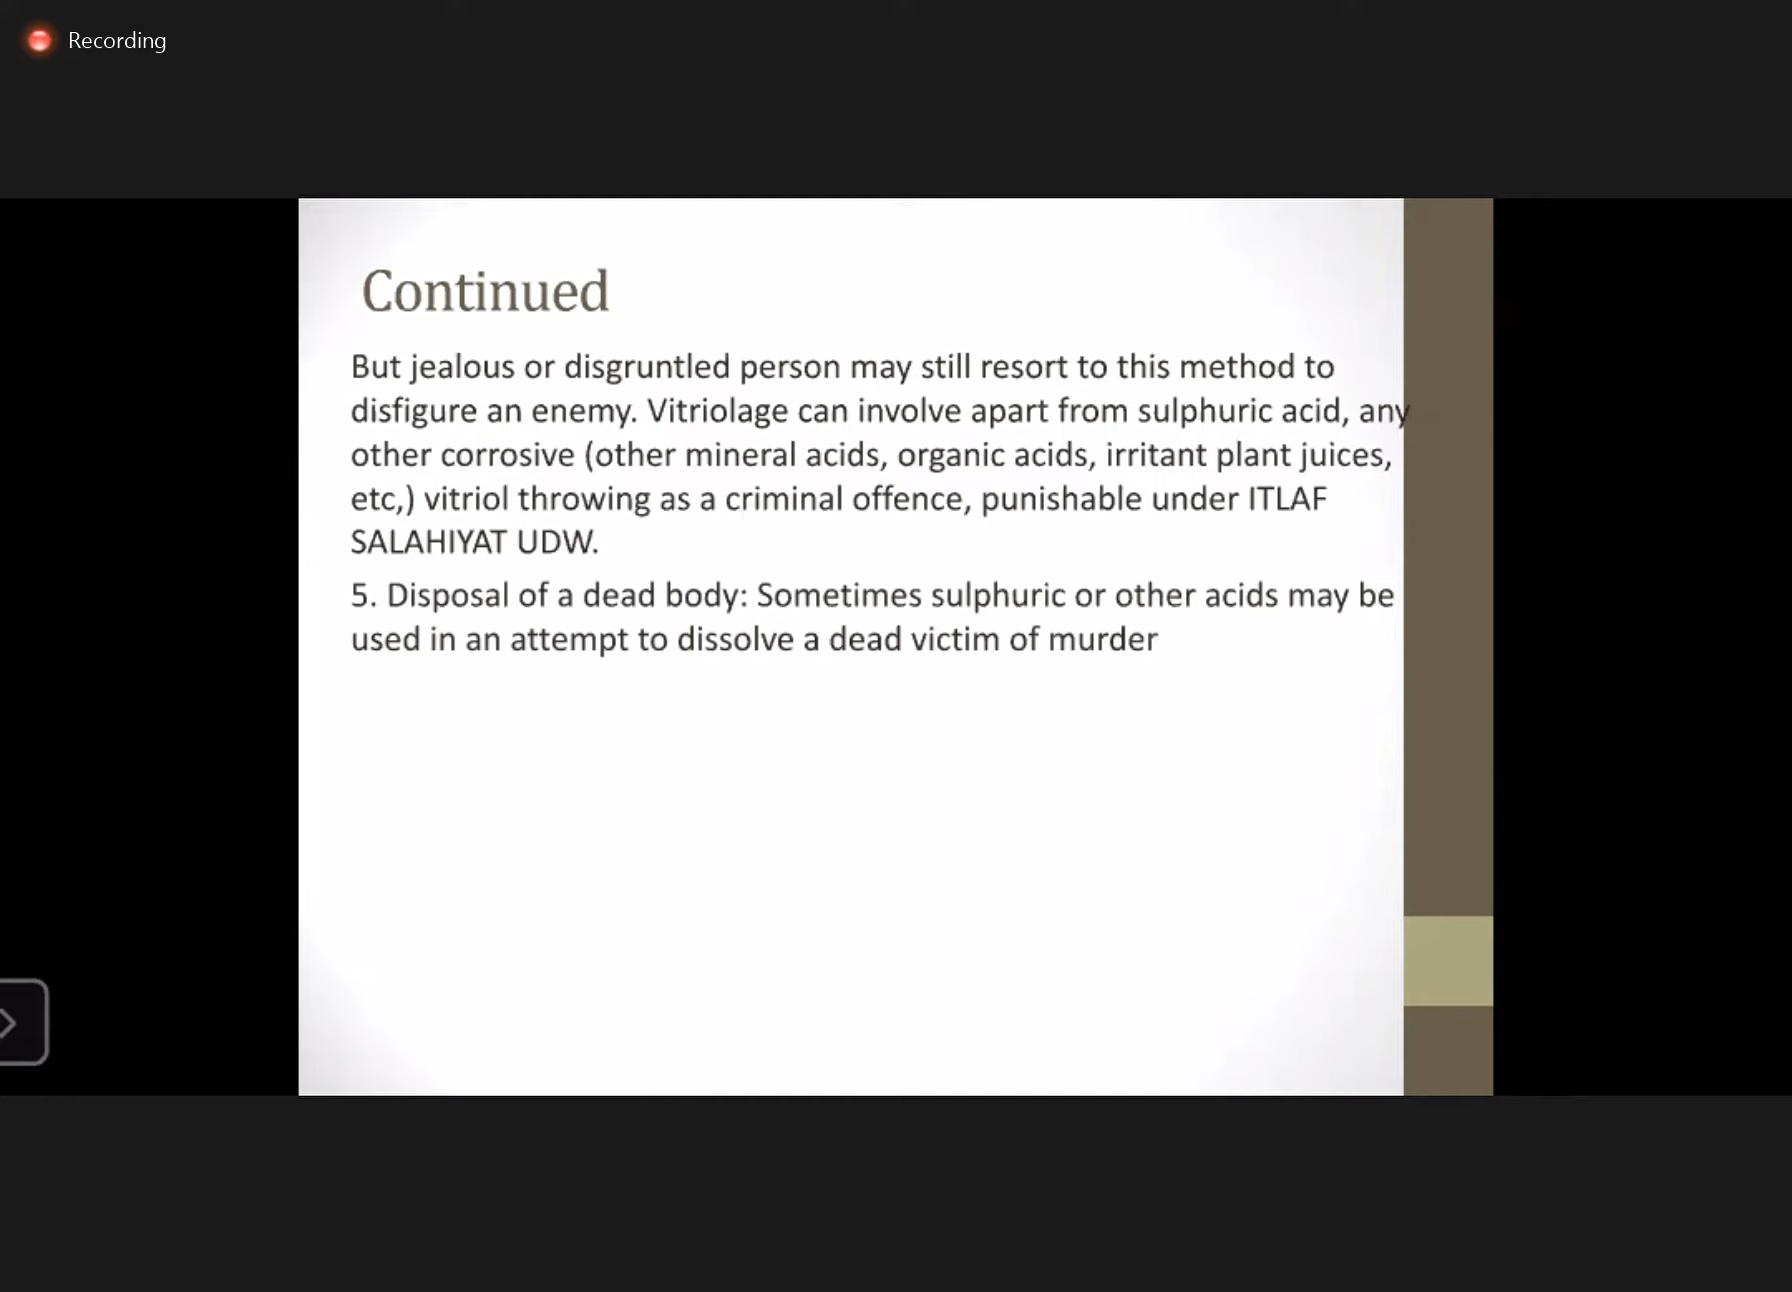 Recording
Continued
But jealous or disgruntled person may still resort to this method to
disfigure an enemy. Vitriolage can involve apart from sulphuric acid, any
other corrosive (other mineral acids, organic acids, irritant plant juices,
etc,) vitriol throwing as a criminal offence, punishable under ITLAF
SALAHIYAT UDW.
5. Disposal of a dead body: Sometimes sulphuric or other acids may be
used in an attempt to dissolve a dead victim of murder